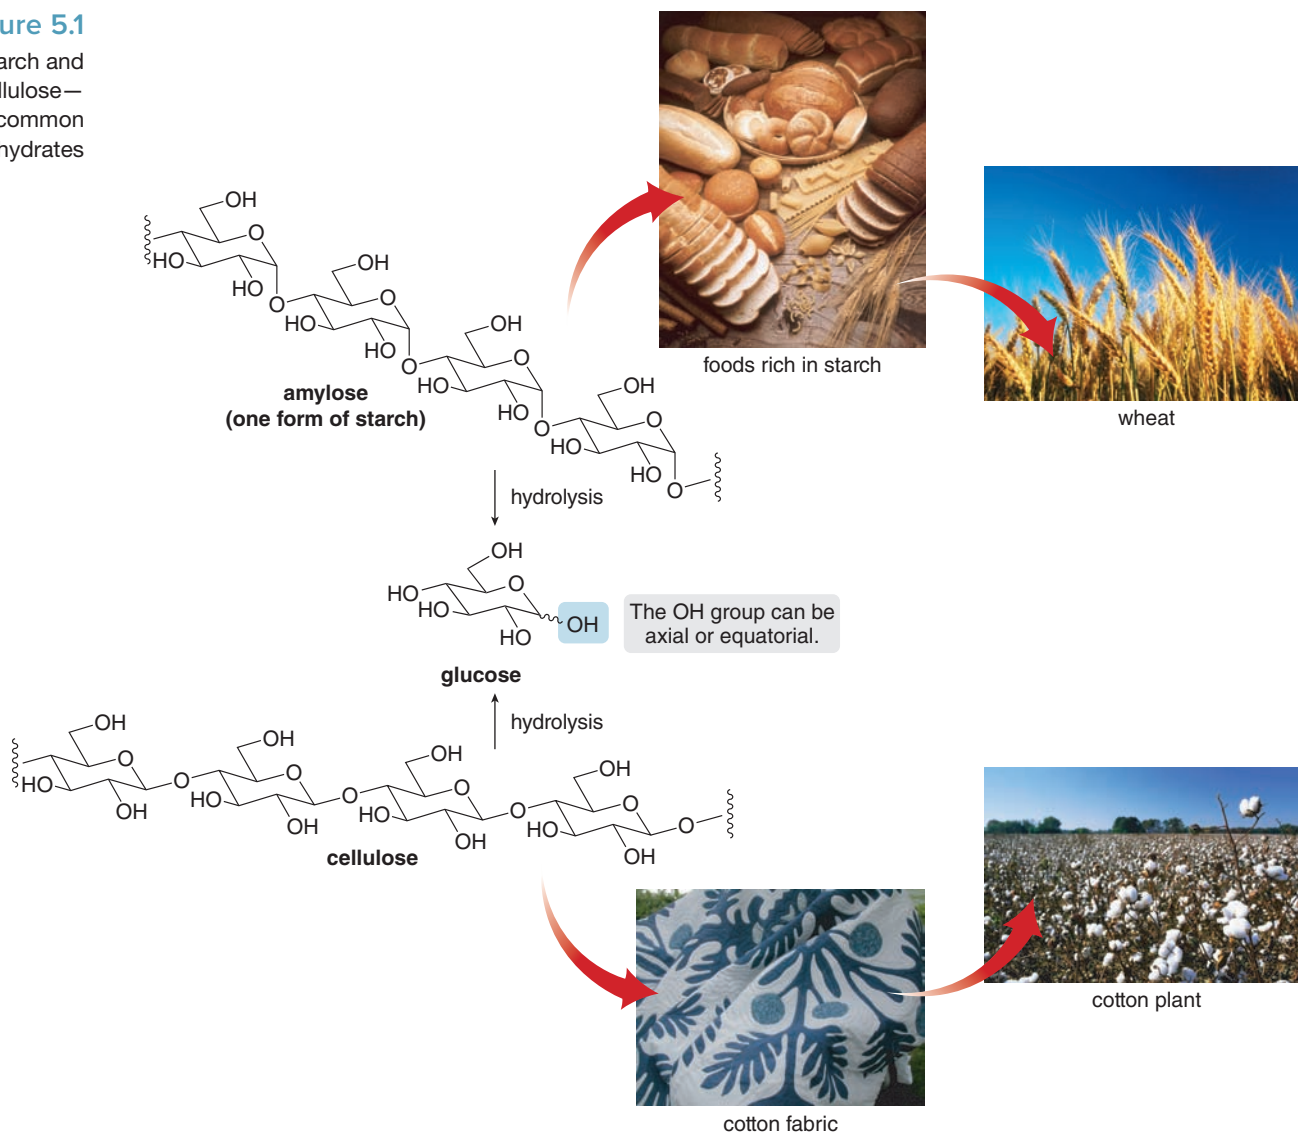 ure 5.1
arch and
llulose—
common
hydrates
OH
O
HO
HO
O
OH
O
HO
HO
O
OH
O
HO
HO
O
OH
O
HO
HO
O
amylose
(one form of starch)
foods rich in starch
wheat
hydrolysis
OH
O
HO
HO
HO
OH
The OH group can be
axial or equatorial.
glucose
hydrolysis
OH
O
HO
OH
O
OH
O
HO
OH
O
OH
O
HO
OH
O
OH
O
HO
OH
O
cellulose
cotton plant
cotton fabric